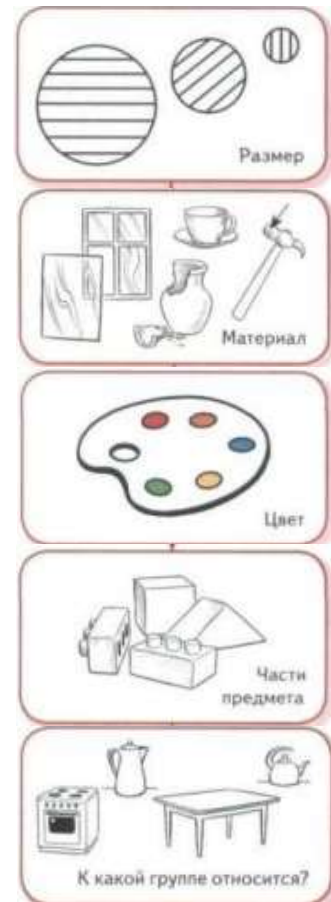 Размер
Материал
Цвет
Части
предмета
К какой группе относится?